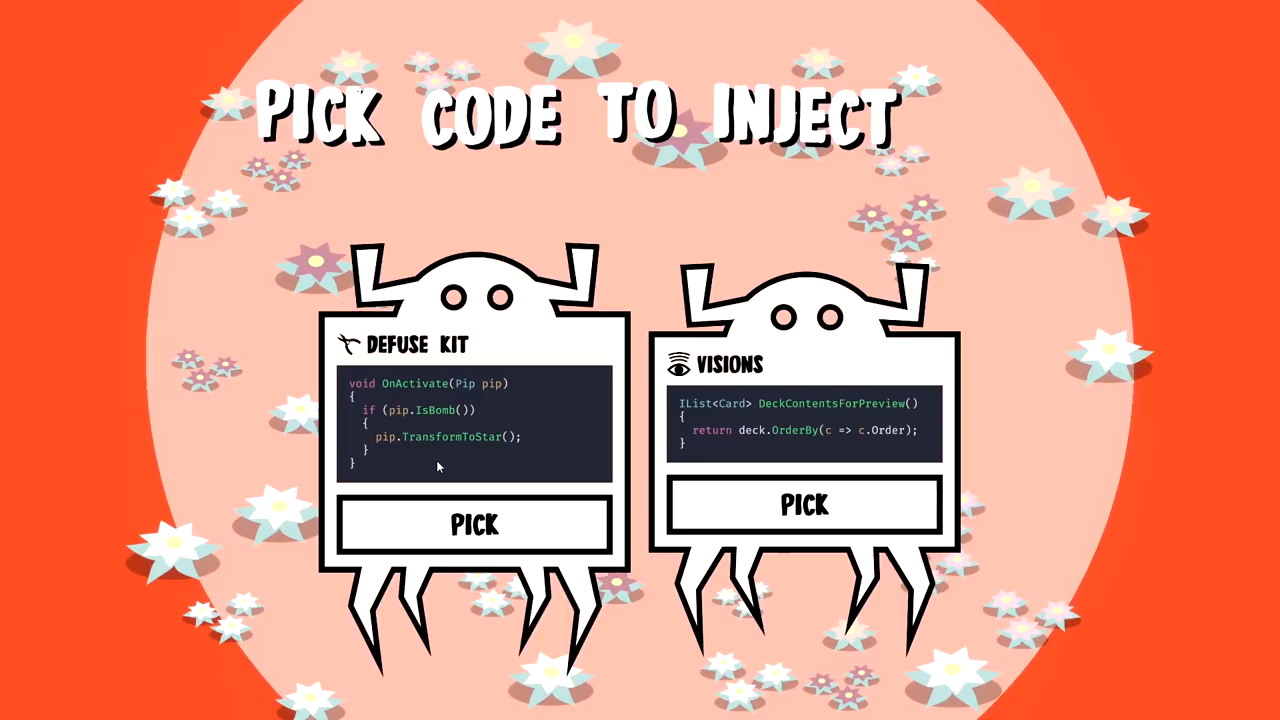 PICK CODE TO INJECT
DEFUSE KIT
void OnActivate(Pip pip)
{
  if (pip.IsBomb())
  {
    pip.TransformToStar();
  }
}
PICK
VISIONS
IList<Card> DeckContentsForPreview()
{
  return deck.OrderBy(c => c.Order);
}
PICK